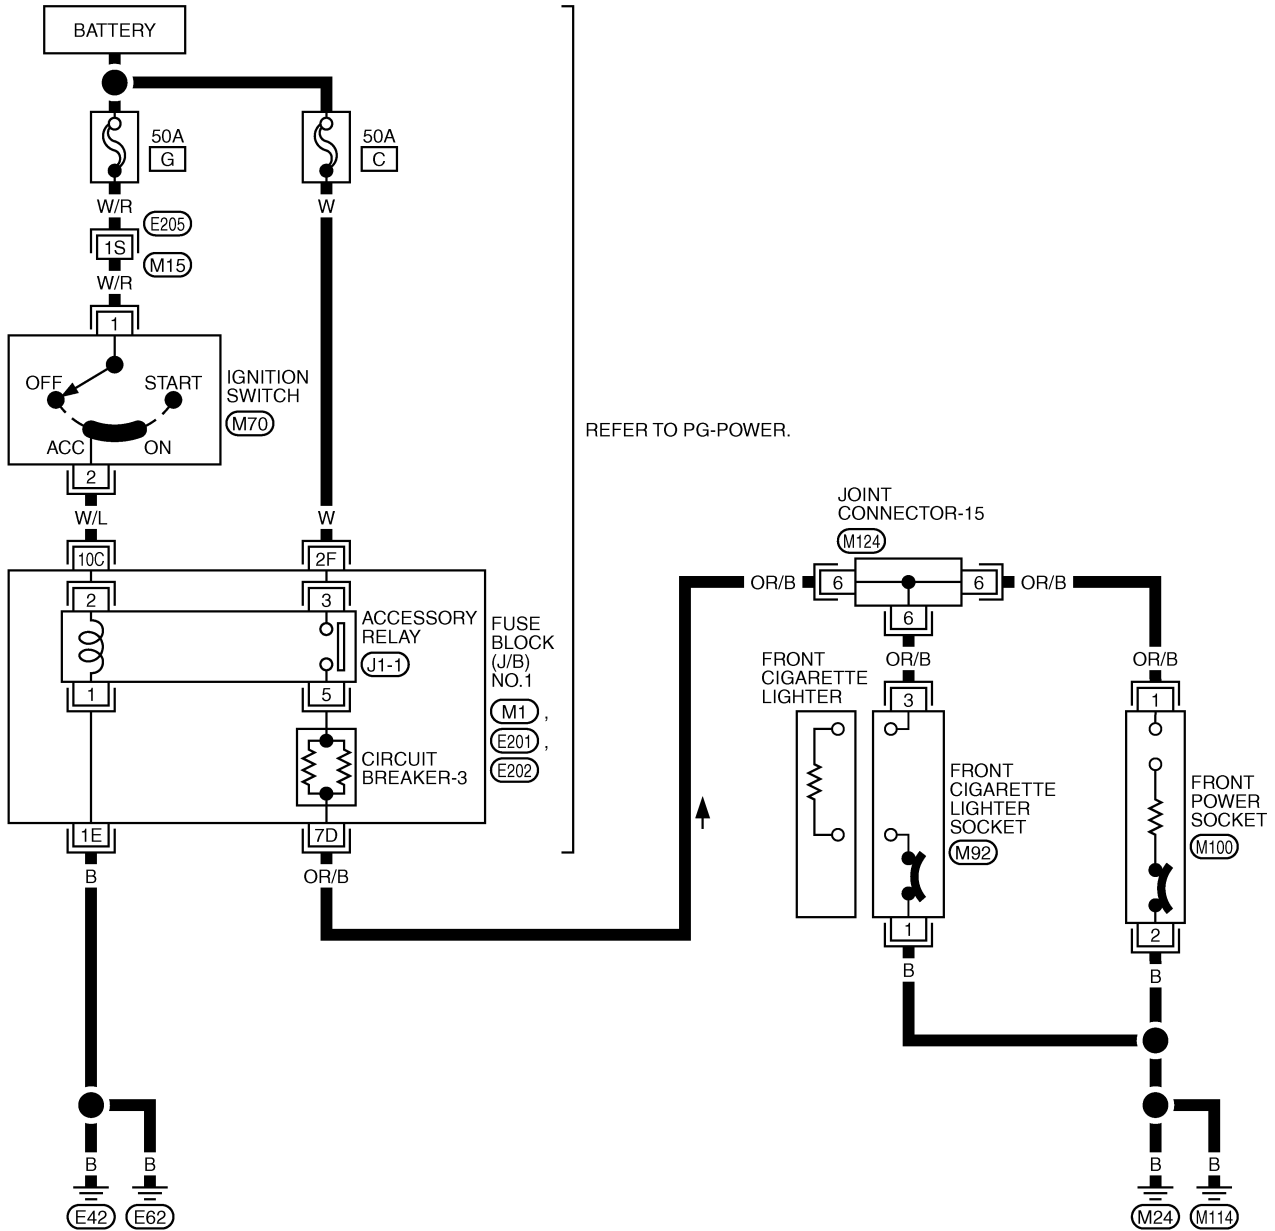 BATTERY
50A
G
50A
C
W/R
W
E205
1S
M15
W/R
1
OFF
START
ACC
ON
IGNITION
SWITCH
M70
REFER TO PG-POWER.
2
W/L
W
10C
2F
2
3
ACCESSORY
RELAY
J1-1
1
5
FUSE
BLOCK
(J/B)
NO.1
M1 ,
E201 ,
E202
CIRCUIT
BREAKER-3
1E
7D
B
OR/B
JOINT
CONNECTOR-15
M124
OR/B
6
6
OR/B
6
OR/B
OR/B
FRONT
CIGARETTE
LIGHTER
3
1
FRONT
CIGARETTE
LIGHTER
SOCKET
M92
FRONT
POWER
SOCKET
M100
1
2
B
B
B
B
B
B
E42
E62
M24
M114